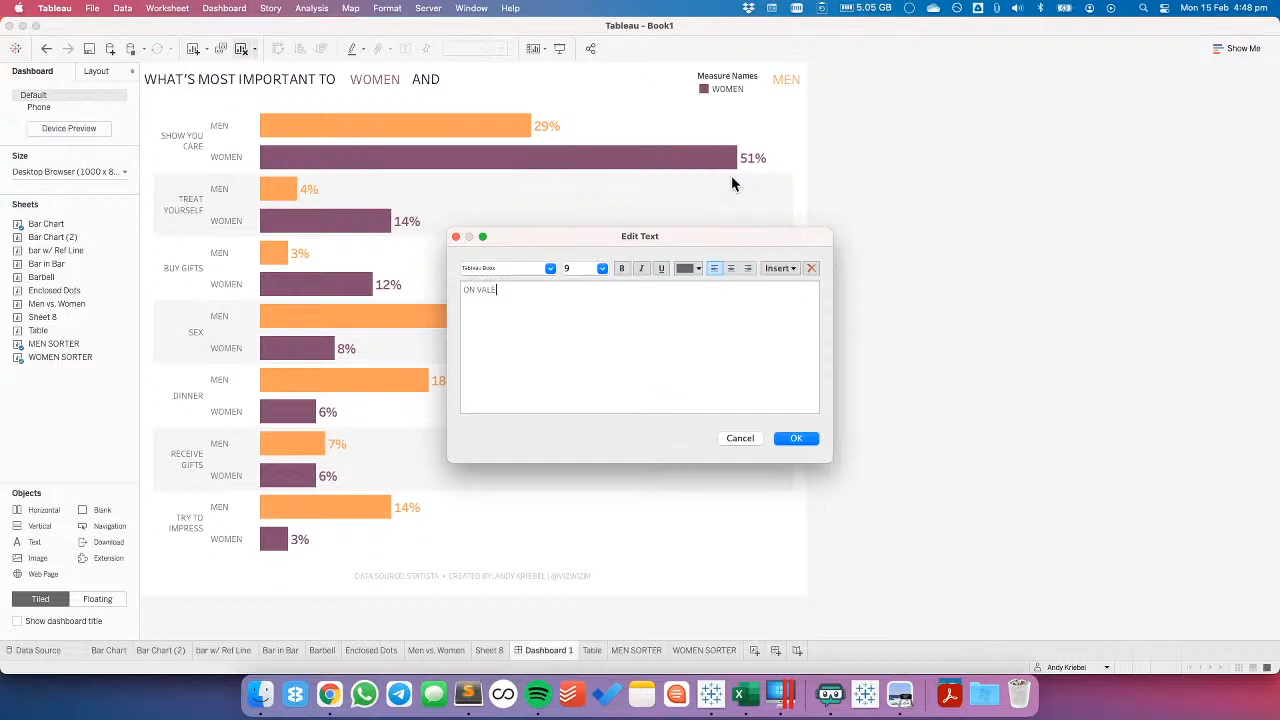 File Data Worksheet Dashboard Story Analysis Map Format Server Window Help
5.05 GB Mon 15 Feb 4:48 pm
Tableau - Book1
Show Me
Dashboard Layout
Default
Phone
Device Preview
Size
Desktop Browser (1000 x 8...
Sheets
Bar Chart
Bar Chart (2)
bar w/ Ref Line
Bar in Bar
Barbell
Enclosed Dots
Men vs. Women
Sheet 8
Table
MEN SORTER
WOMEN SORTER
Objects
Horizontal Blank
Vertical Navigation
Text Download
Image Extension
Web Page
Tiled Floating
Show dashboard title
WHAT'S MOST IMPORTANT TO WOMEN AND
Measure Names
WOMEN
MEN
SHOW YOU
CARE
MEN 29%
WOMEN 51%
TREAT
YOURSELF
MEN 4%
WOMEN 14%
BUY GIFTS
MEN 3%
WOMEN 12%
SEX
MEN
WOMEN 8%
DINNER
MEN 18
WOMEN 6%
RECEIVE
GIFTS
MEN 7%
WOMEN 6%
TRY TO
IMPRESS
MEN 14%
WOMEN 3%
DATA SOURCE: STATISTA • CREATED BY: ANDY KRIEBEL | @VIZWIZBI
Edit Text
Tableau Book 9 B I U Insert
ON VALE
Cancel OK
Data Source Bar Chart Bar Chart (2) bar w/ Ref Line Bar in Bar Barbell Enclosed Dots Men vs. Women Sheet 8 Dashboard 1 Table MEN SORTER WOMEN SORTER
Andy Kriebel